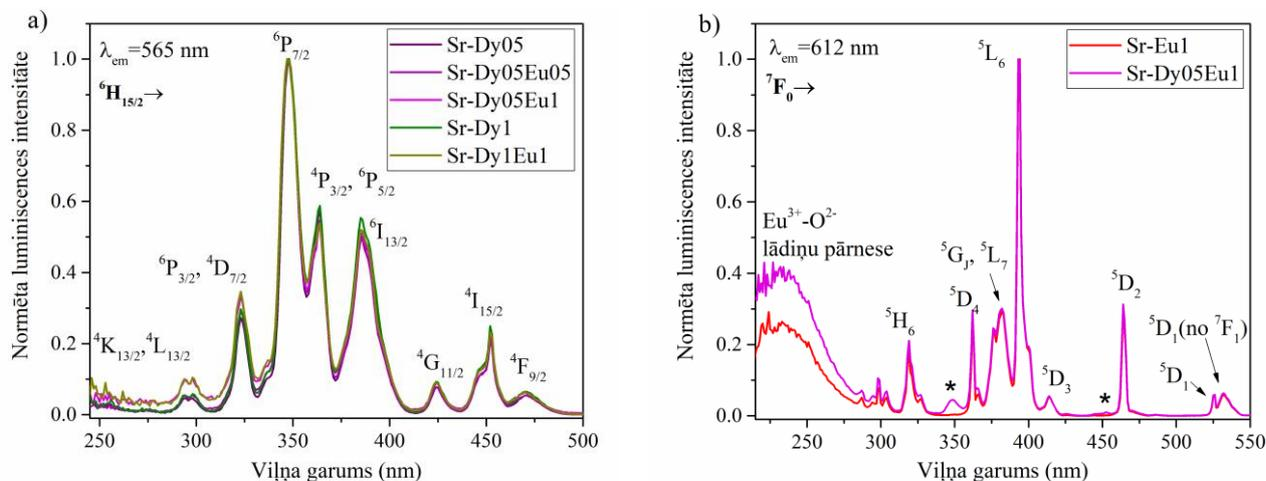 a)
Normēta luminiscences intensitāte
1.0
0.8
0.6
0.4
0.2
0.0
λem=565 nm
⁶H15/2→
⁶P7/2
Sr-Dy05
Sr-Dy05Eu05
Sr-Dy05Eu1
Sr-Dy1
Sr-Dy1Eu1
⁴P3/2, ⁶P5/2
⁶I13/2
⁶P3/2, ⁴D7/2
⁴K13/2,⁴L13/2
⁴I15/2
⁴G11/2
⁴F9/2
250 300 350 400 450 500
Viļņa garums (nm)
b)
Normēta luminiscences intensitāte
1.0
0.8
0.6
0.4
0.2
0.0
λem=612 nm
⁷F0→
⁵L6
Sr-Eu1
Sr-Dy05Eu1
Eu³⁺-O²⁻
lādiņu pārnese
⁵GJ, ⁵L7
⁵H6
⁵D4
*
⁵D3
*
⁵D2
⁵D1(no ⁷F1)
⁵D1
250 300 350 400 450 500 550
Viļņa garums (nm)